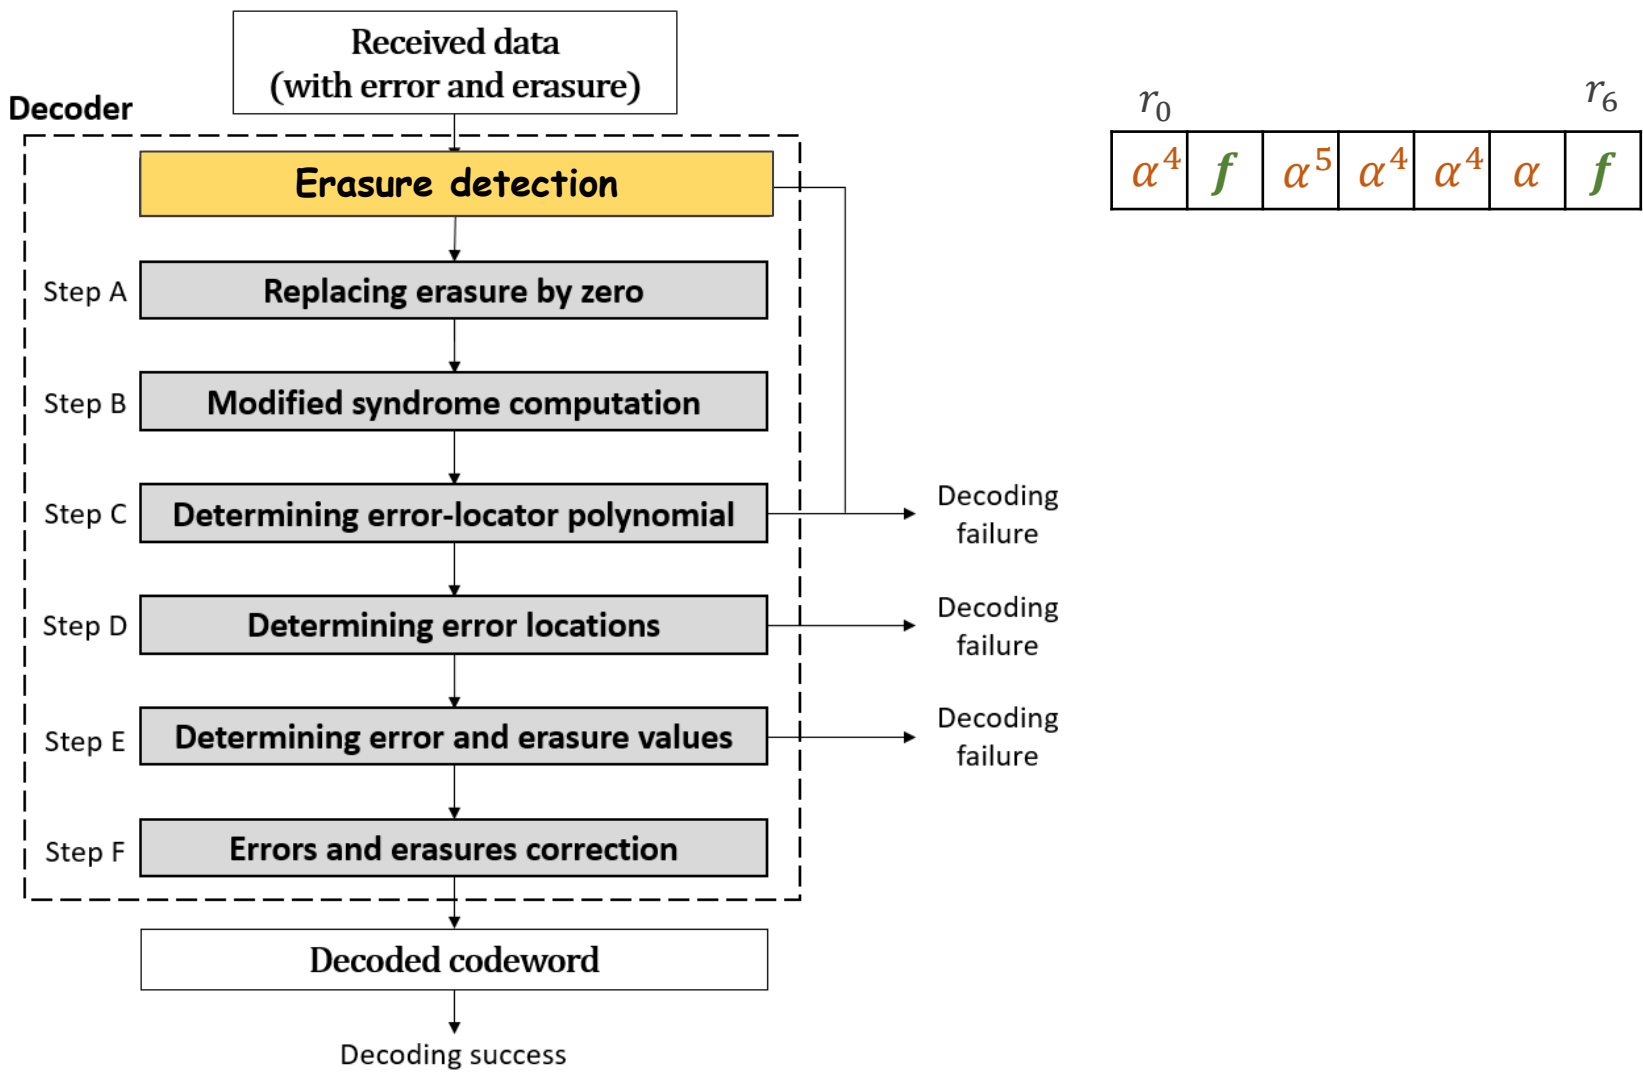 Received data
(with error and erasure)
Decoder
Erasure detection
Step A
Replacing erasure by zero
Step B
Modified syndrome computation
Step C
Determining error-locator polynomial
Decoding
failure
Step D
Determining error locations
Decoding
failure
Step E
Determining error and erasure values
Decoding
failure
Step F
Errors and erasures correction
Decoded codeword
Decoding success
r₀ r₆
α⁴ f α⁵ α⁴ α⁴ α f